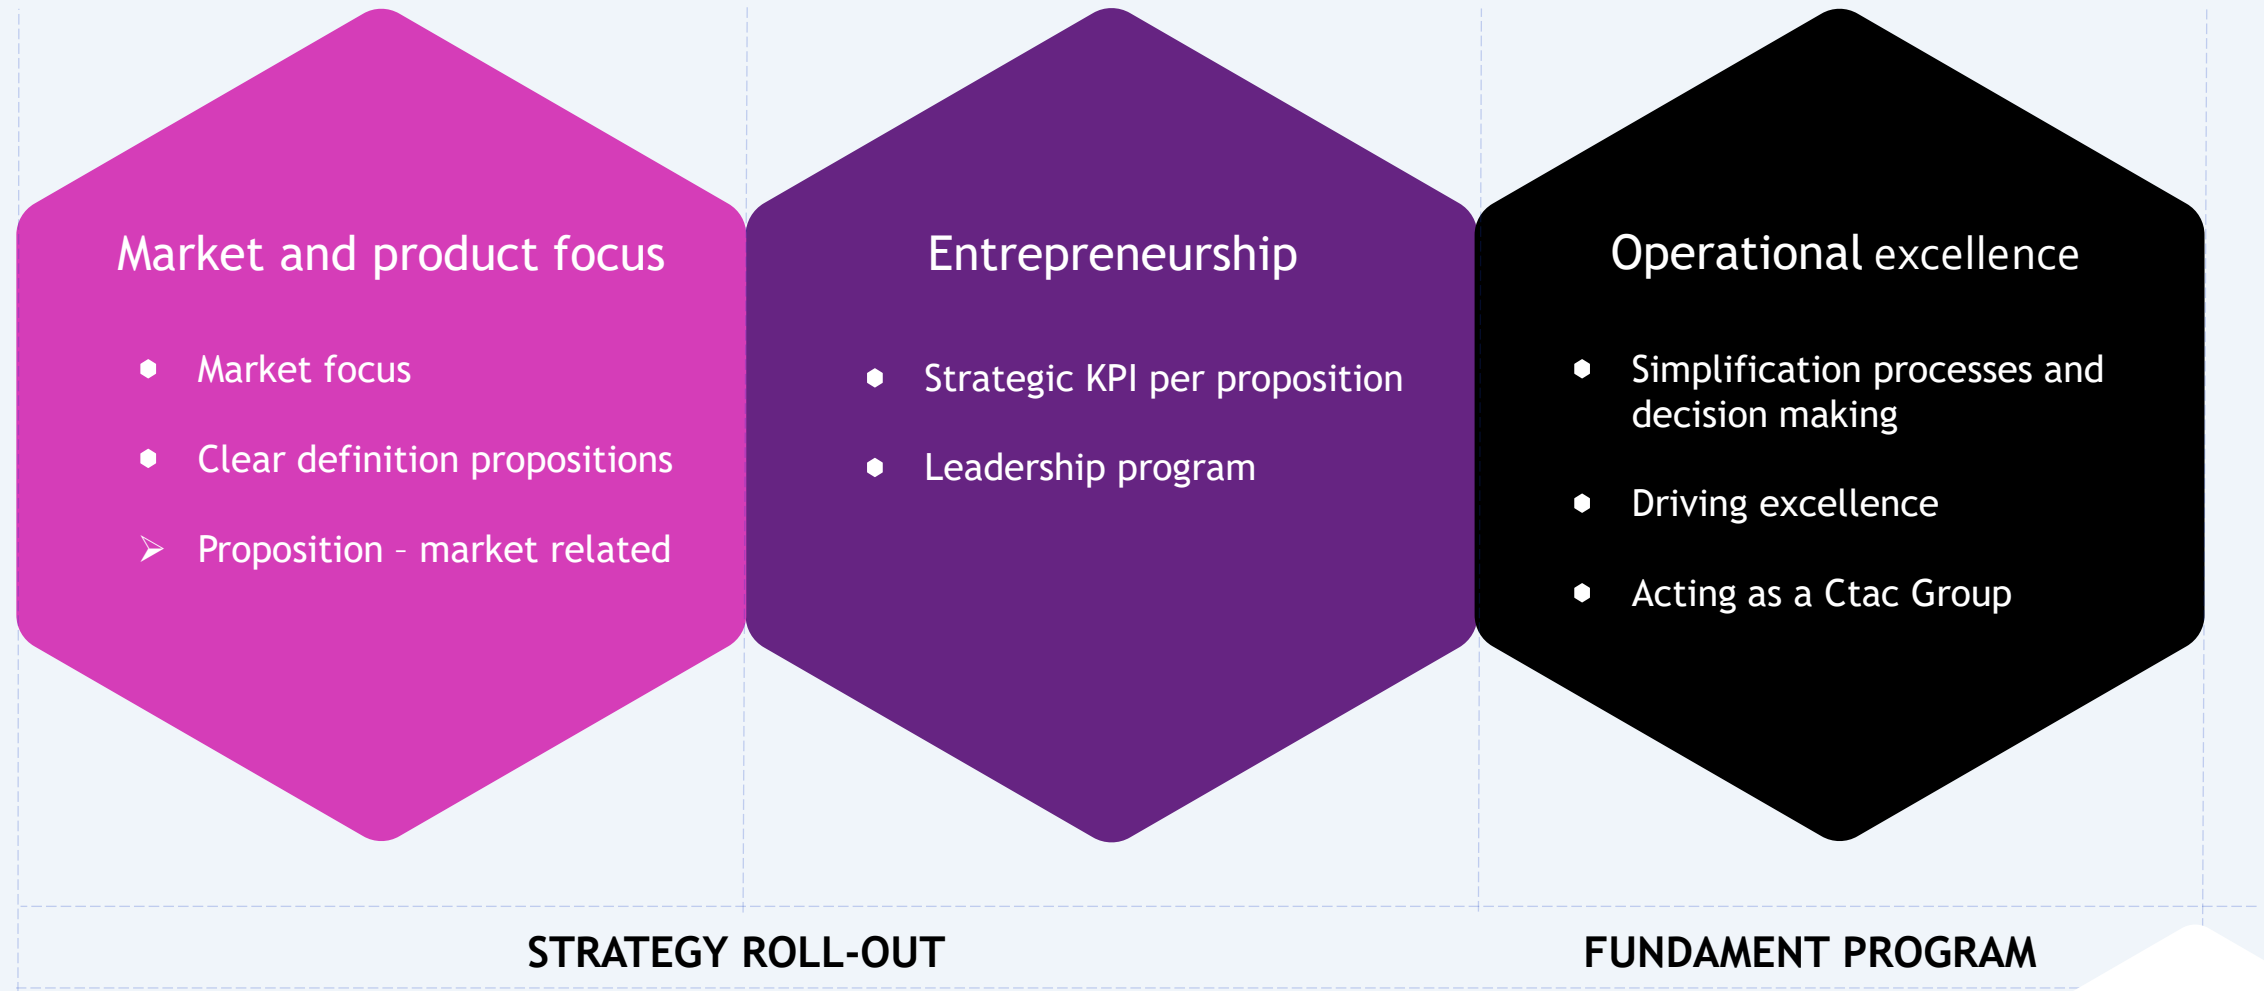 Market and product focus
Market focus
Clear definition propositions
Proposition – market related
Entrepreneurship
Strategic KPI per proposition
Leadership program
Operational excellence
Simplification processes and
decision making
Driving excellence
Acting as a Ctac Group
STRATEGY ROLL-OUT
FUNDAMENT PROGRAM